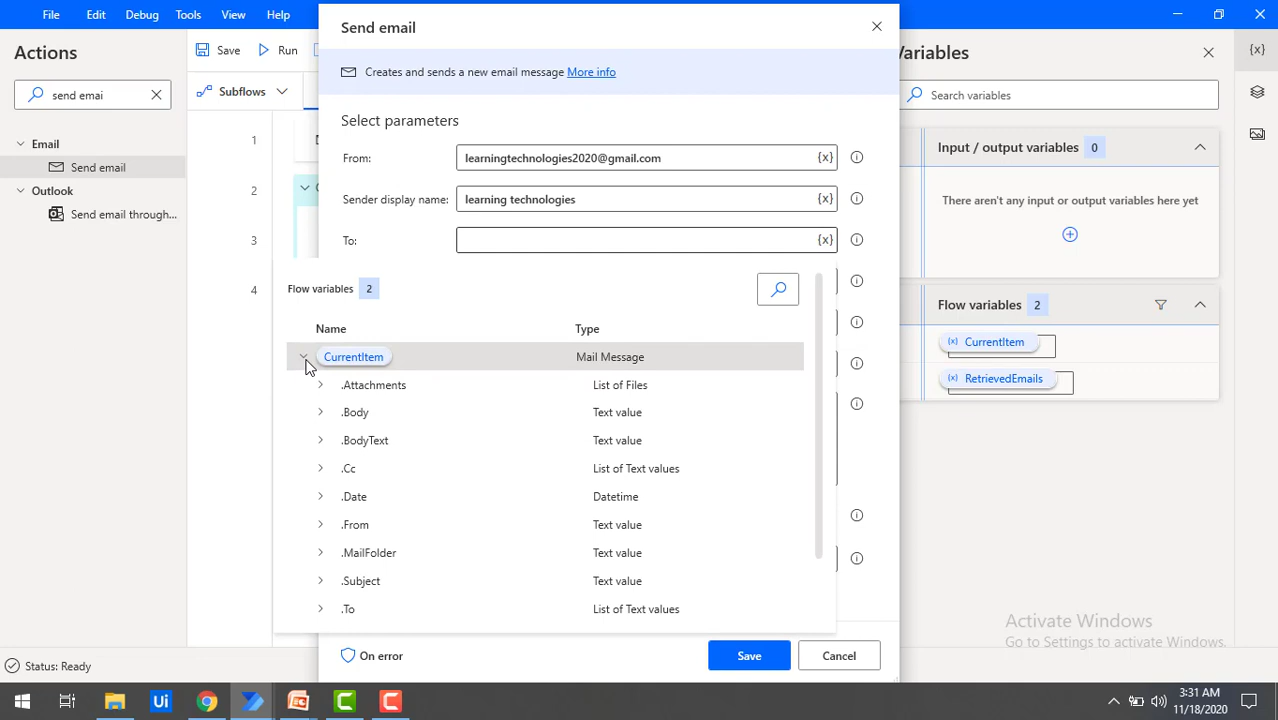 File Edit Debug Tools View Help
Actions
send emai
Email
Send email
Outlook
Send email through...
Save Run
Subflows
1
2
3
4
Send email
Creates and sends a new email message More info
Select parameters
From: learningtechnologies2020@gmail.com {x}
Sender display name: learning technologies {x}
To: {x}
Flow variables 2
Name Type
CurrentItem Mail Message
.Attachments List of Files
.Body Text value
.BodyText Text value
.Cc List of Text values
.Date Datetime
.From Text value
.MailFolder Text value
.Subject Text value
.To List of Text values
On error
Save Cancel
Variables
{x}
Search variables
Input / output variables 0
There aren't any input or output variables here yet
Flow variables 2
(x) CurrentItem
(x) RetrievedEmails
Activate Windows
Go to Settings to activate Windows.
Status: Ready
Ui
3:31 AM
11/18/2020